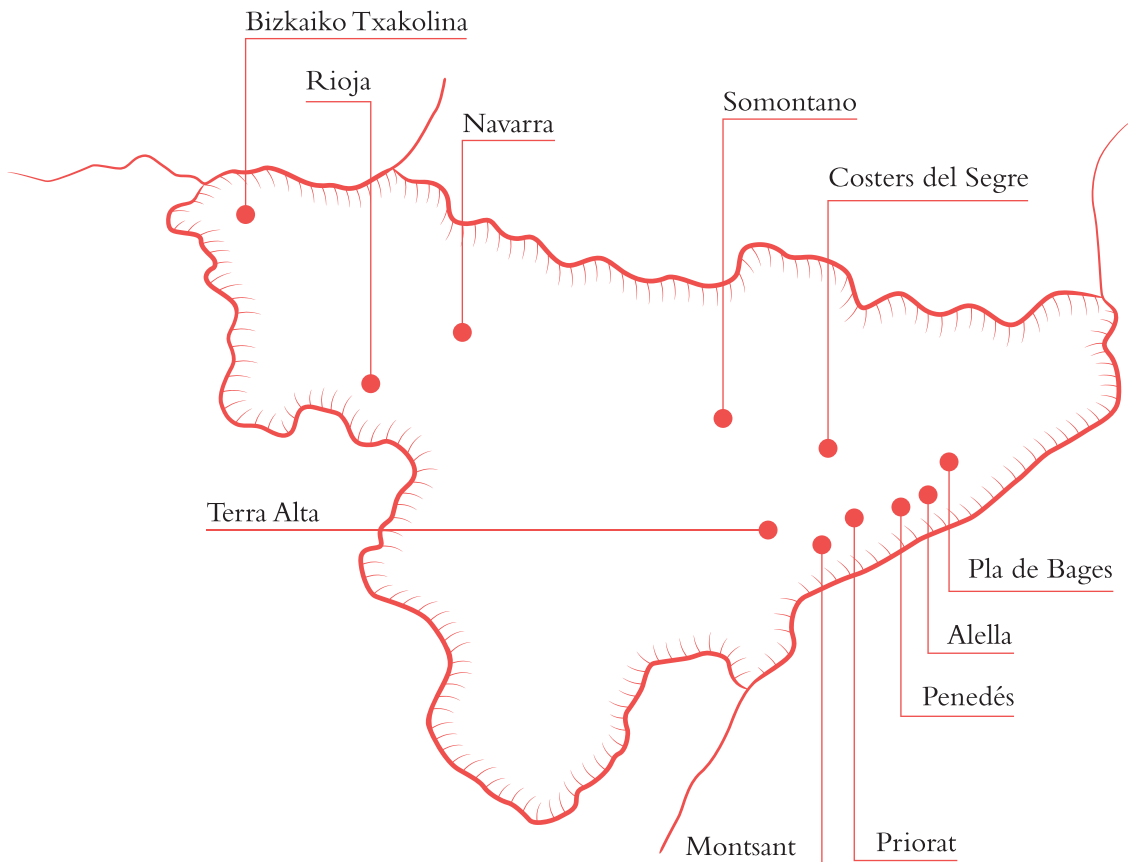 Bizkaiko Txakolina
Rioja
Somontano
Navarra
Costers del Segre
Terra Alta
Pla de Bages
Alella
Penedés
Montsant
Priorat